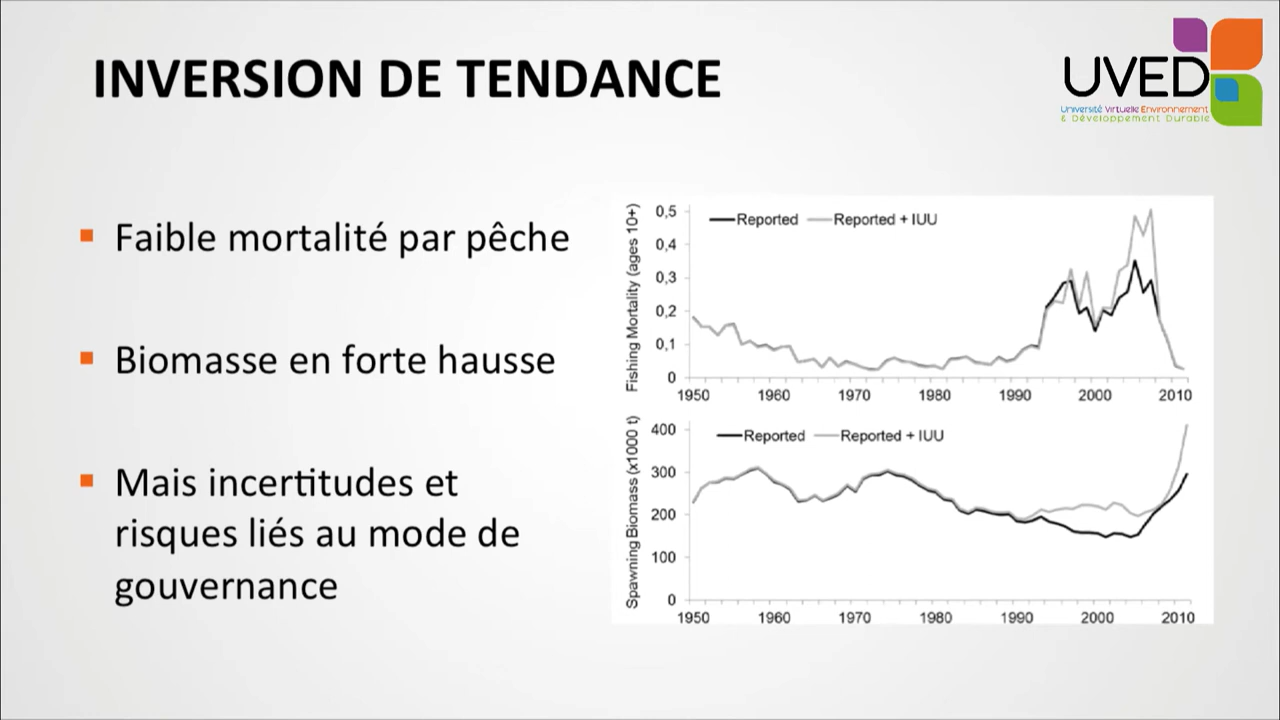 INVERSION DE TENDANCE
UVED
Université Virtuelle Environnement
& Développement Durable
▪ Faible mortalité par pêche
▪ Biomasse en forte hausse
▪ Mais incertitudes et
risques liés au mode de
gouvernance
Fishing Mortality (ages 10+)
Reported Reported + IUU
0,5
0,4
0,3
0,2
0,1
0
1950 1960 1970 1980 1990 2000 2010
Spawning Biomass (x1000 t)
Reported Reported + IUU
400
300
200
100
0
1950 1960 1970 1980 1990 2000 2010